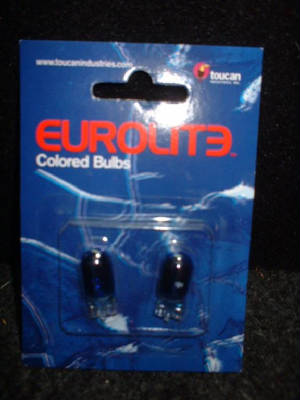 www.toucanindustries.com
toucan
EUROLITE
Colored Bulbs